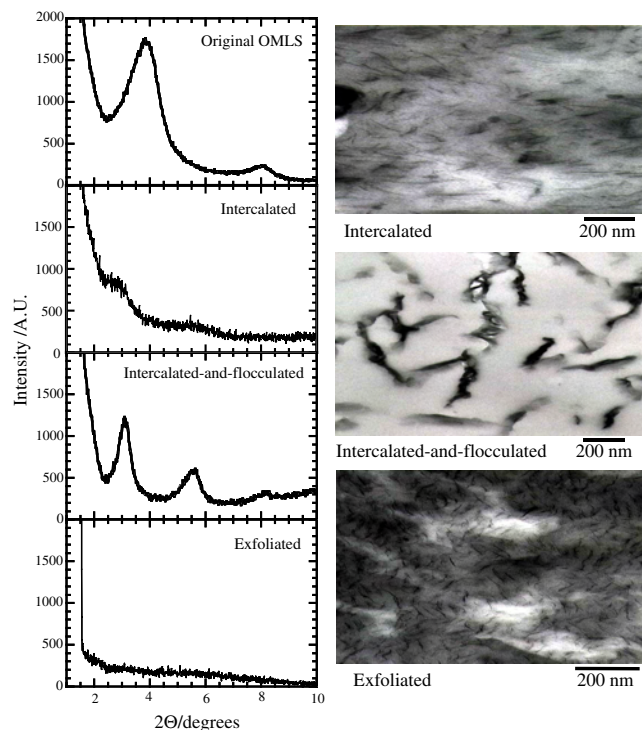 2000
Original OMLS
1500
1000
500
0
Intercalated
1500
1000
500
0
Intercalated-and-flocculated
1500
1000
500
0
Exfoliated
1500
1000
500
0
2 4 6 8 10
2Θ/degrees
Intensity /A.U.
Intercalated
200 nm
Intercalated-and-flocculated
200 nm
Exfoliated
200 nm